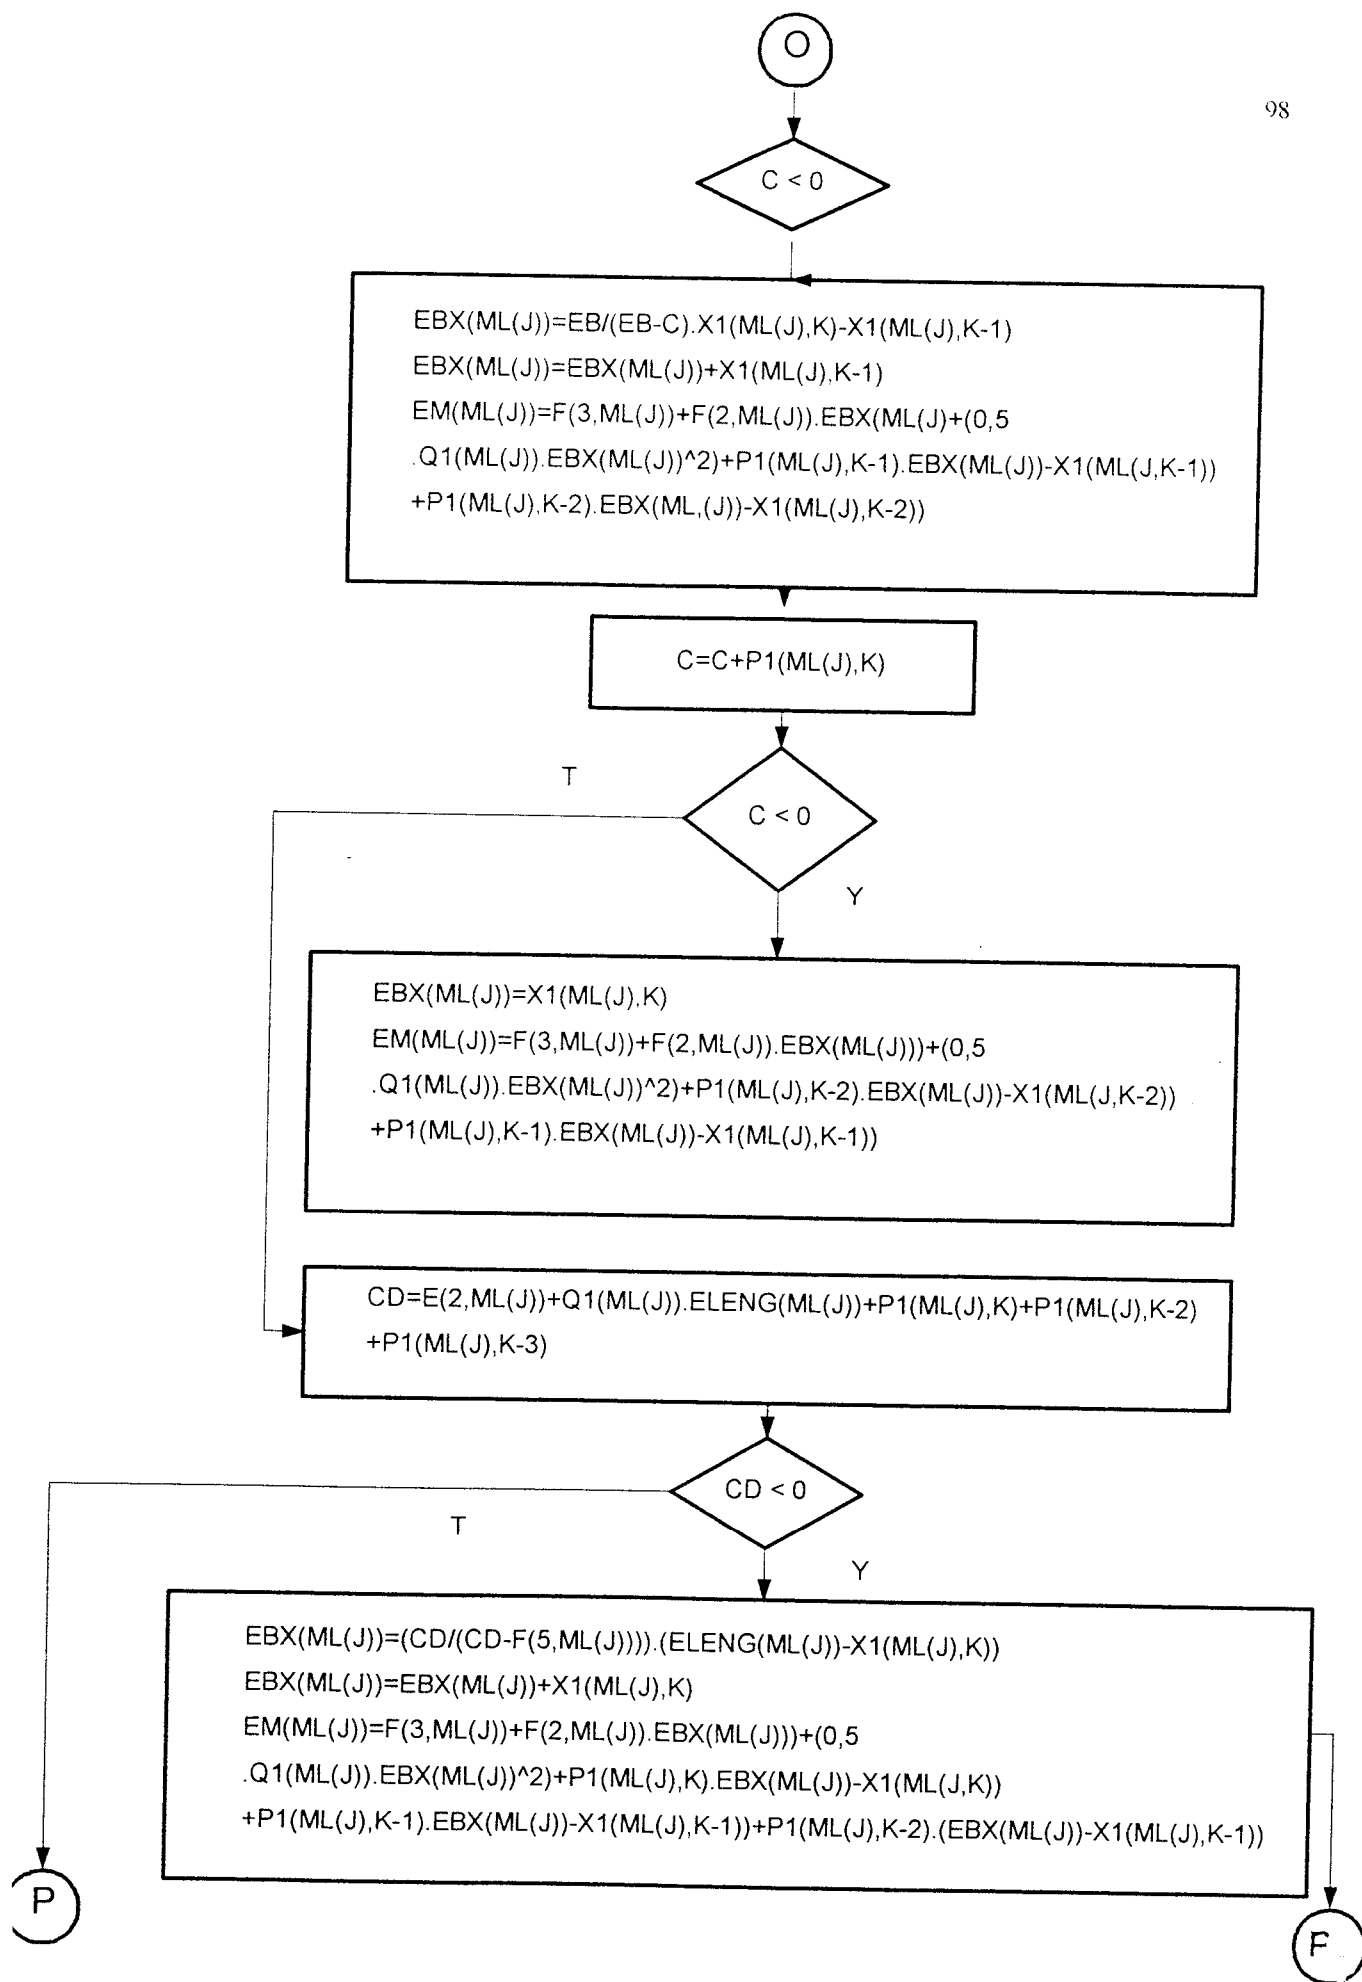 O
98
C < 0
EBX(ML(J))=EB/(EB-C).X1(ML(J),K)-X1(ML(J),K-1)
EBX(ML(J))=EBX(ML(J))+X1(ML(J),K-1)
EM(ML(J))=F(3,ML(J))+F(2,ML(J)).EBX(ML(J)+(0,5
.Q1(ML(J)).EBX(ML(J))^2)+P1(ML(J),K-1).EBX(ML(J))-X1(ML(J,K-1))
+P1(ML(J),K-2).EBX(ML,(J))-X1(ML(J),K-2))
C=C+P1(ML(J),K)
T
C < 0
Y
EBX(ML(J))=X1(ML(J),K)
EM(ML(J))=F(3,ML(J))+F(2,ML(J)).EBX(ML(J)))+(0,5
.Q1(ML(J)).EBX(ML(J))^2)+P1(ML(J),K-2).EBX(ML(J))-X1(ML(J,K-2))
+P1(ML(J),K-1).EBX(ML(J))-X1(ML(J),K-1))
CD=E(2,ML(J))+Q1(ML(J)).ELENG(ML(J))+P1(ML(J),K)+P1(ML(J),K-2)
+P1(ML(J),K-3)
CD < 0
T
Y
EBX(ML(J))=(CD/(CD-F(5,ML(J)))).(ELENG(ML(J))-X1(ML(J),K))
EBX(ML(J))=EBX(ML(J))+X1(ML(J),K)
EM(ML(J))=F(3,ML(J))+F(2,ML(J)).EBX(ML(J)))+(0,5
.Q1(ML(J)).EBX(ML(J))^2)+P1(ML(J),K).EBX(ML(J))-X1(ML(J,K))
+P1(ML(J),K-1).EBX(ML(J))-X1(ML(J),K-1))+P1(ML(J),K-2).(EBX(ML(J))-X1(ML(J),K-1))
P
F